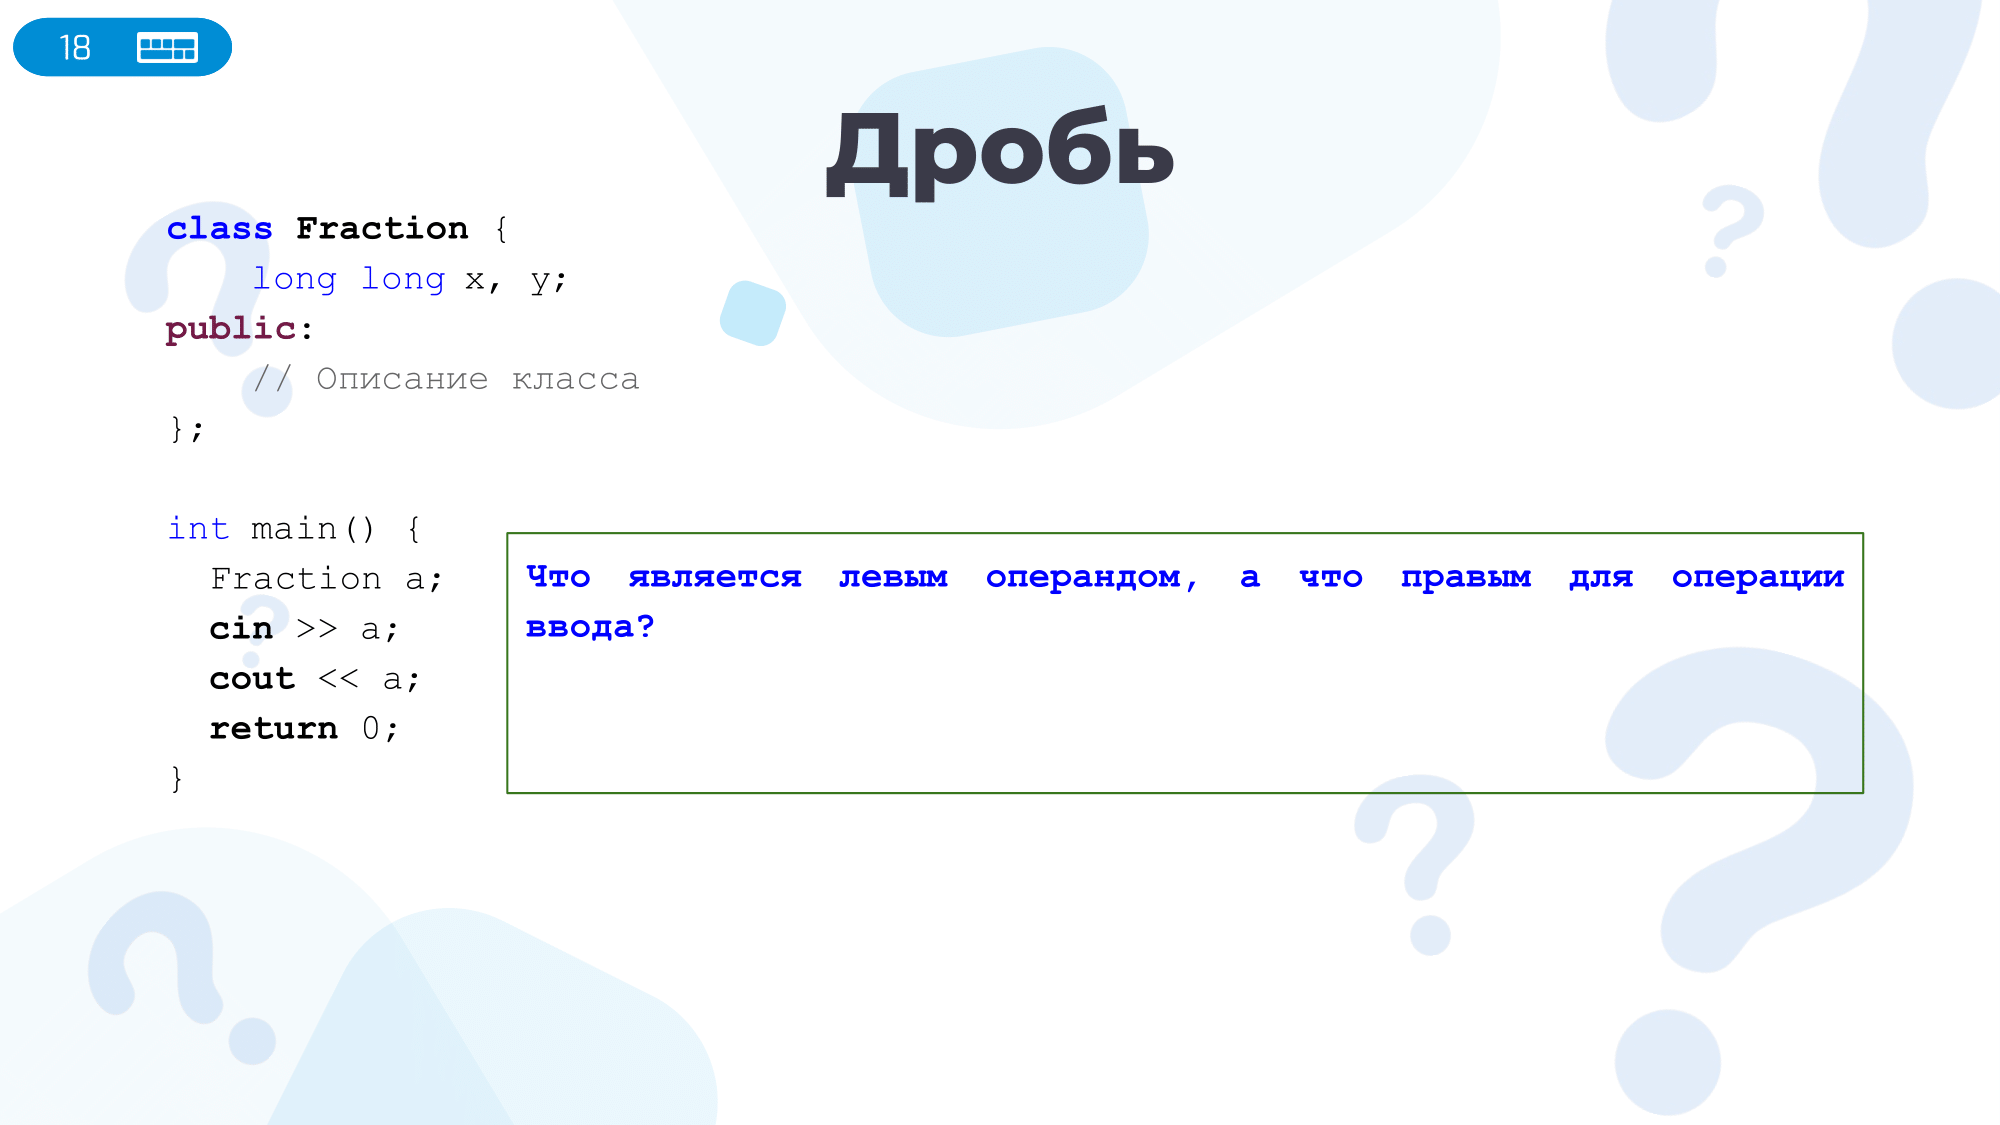 18
Дробь
class Fraction {
    long long x, y;
public:
    // Описание класса
};
int main() {
  Fraction a;
  cin >> a;
  cout << a;
  return 0;
}
Что является левым операндом, а что правым для операции
ввода?